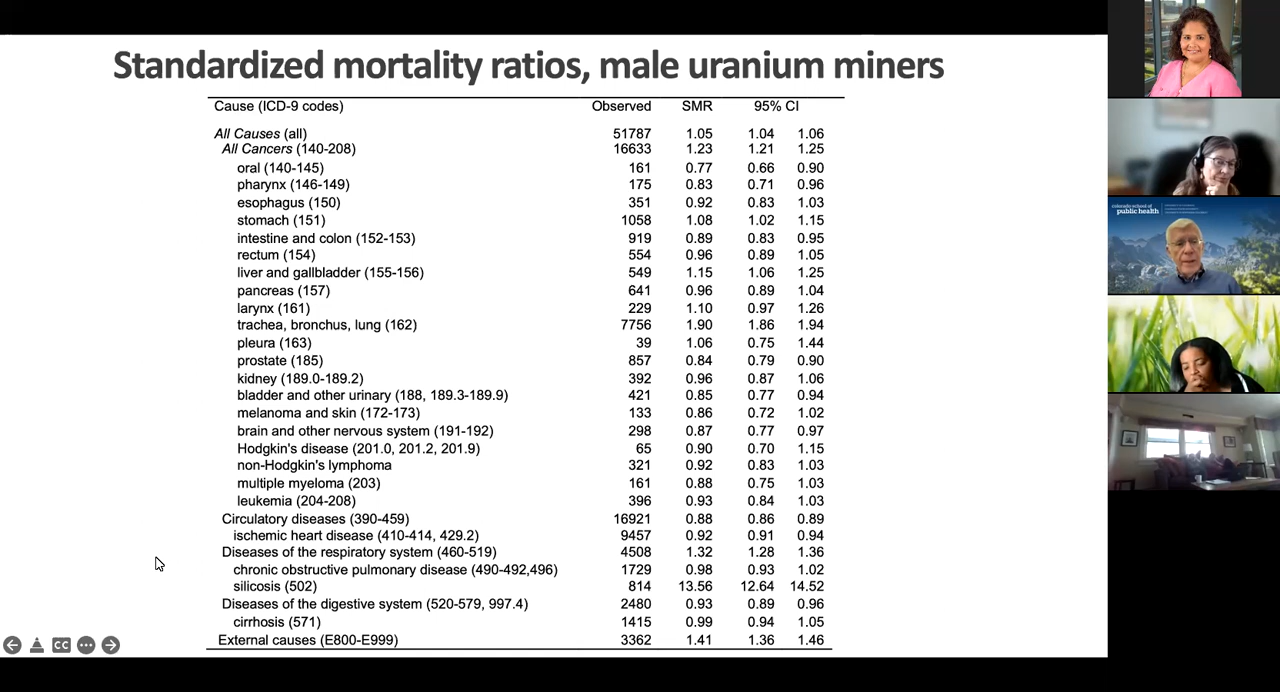 Standardized mortality ratios, male uranium miners
Cause (ICD-9 codes) Observed SMR 95% CI
All Causes (all) 51787 1.05 1.04 1.06
All Cancers (140-208) 16633 1.23 1.21 1.25
oral (140-145) 161 0.77 0.66 0.90
pharynx (146-149) 175 0.83 0.71 0.96
esophagus (150) 351 0.92 0.83 1.03
stomach (151) 1058 1.08 1.02 1.15
intestine and colon (152-153) 919 0.89 0.83 0.95
rectum (154) 554 0.96 0.89 1.05
liver and gallbladder (155-156) 549 1.15 1.06 1.25
pancreas (157) 641 0.96 0.89 1.04
larynx (161) 229 1.10 0.97 1.26
trachea, bronchus, lung (162) 7756 1.90 1.86 1.94
pleura (163) 39 1.06 0.75 1.44
prostate (185) 857 0.84 0.79 0.90
kidney (189.0-189.2) 392 0.96 0.87 1.06
bladder and other urinary (188, 189.3-189.9) 421 0.85 0.77 0.94
melanoma and skin (172-173) 133 0.86 0.72 1.02
brain and other nervous system (191-192) 298 0.87 0.77 0.97
Hodgkin's disease (201.0, 201.2, 201.9) 65 0.90 0.70 1.15
non-Hodgkin's lymphoma 321 0.92 0.83 1.03
multiple myeloma (203) 161 0.88 0.75 1.03
leukemia (204-208) 396 0.93 0.84 1.03
Circulatory diseases (390-459) 16921 0.88 0.86 0.89
ischemic heart disease (410-414, 429.2) 9457 0.92 0.91 0.94
Diseases of the respiratory system (460-519) 4508 1.32 1.28 1.36
chronic obstructive pulmonary disease (490-492,496) 1729 0.98 0.93 1.02
silicosis (502) 814 13.56 12.64 14.52
Diseases of the digestive system (520-579, 997.4) 2480 0.93 0.89 0.96
cirrhosis (571) 1415 0.99 0.94 1.05
External causes (E800-E999) 3362 1.41 1.36 1.46
CC
colorado school of
public health